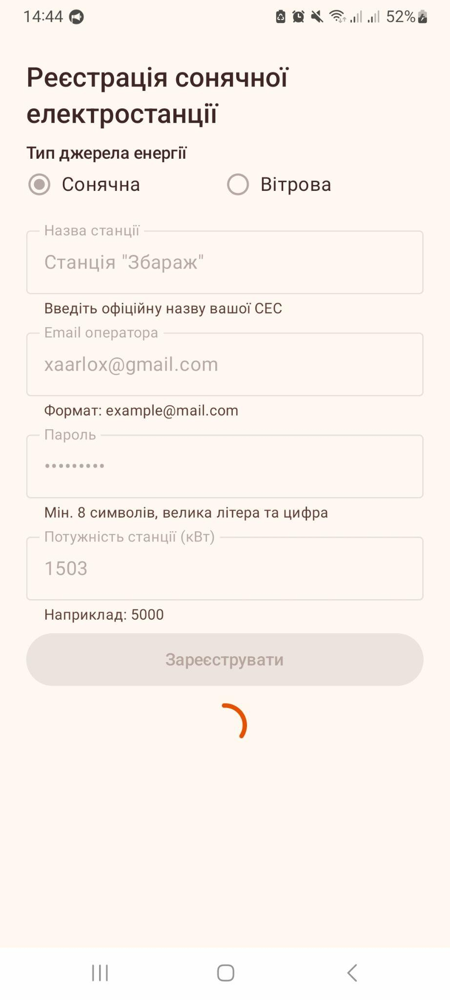 14:44
52%
Реєстрація сонячної
електростанції
Тип джерела енергії
Сонячна
Вітрова
Назва станції
Станція "Збараж"
Введіть офіційну назву вашої СЕС
Email оператора
xaarlox@gmail.com
Формат: example@mail.com
Пароль
•••••••••
Мін. 8 символів, велика літера та цифра
Потужність станції (кВт)
1503
Наприклад: 5000
Зареєструвати